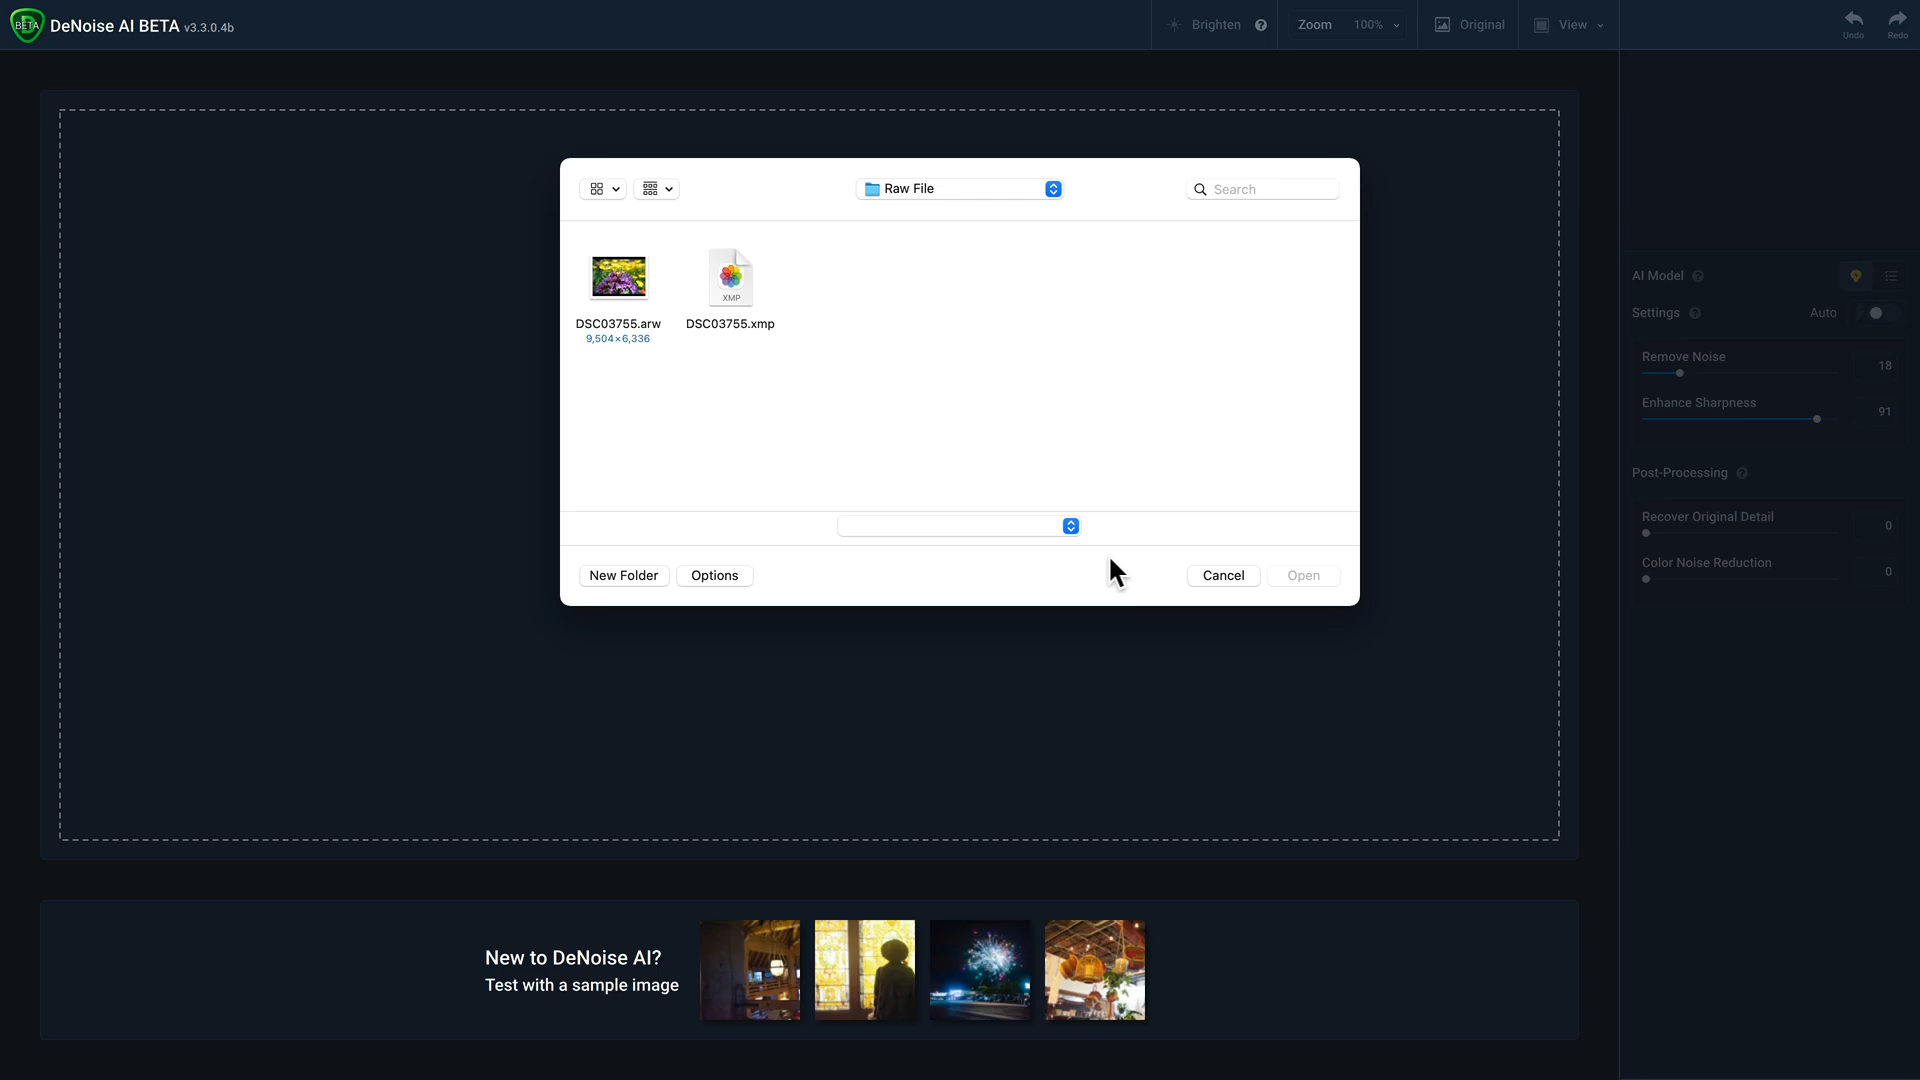 BETA
DeNoise AI BETA v3.3.0.4b
Brighten
Zoom 100%
Original
View
Undo
Redo
Raw File
Search
DSC03755.arw
9,504×6,336
XMP
DSC03755.xmp
New Folder
Options
Cancel
Open
AI Model
Settings
Auto
Remove Noise
18
Enhance Sharpness
91
Post-Processing
Recover Original Detail
0
Color Noise Reduction
0
New to DeNoise AI?
Test with a sample image